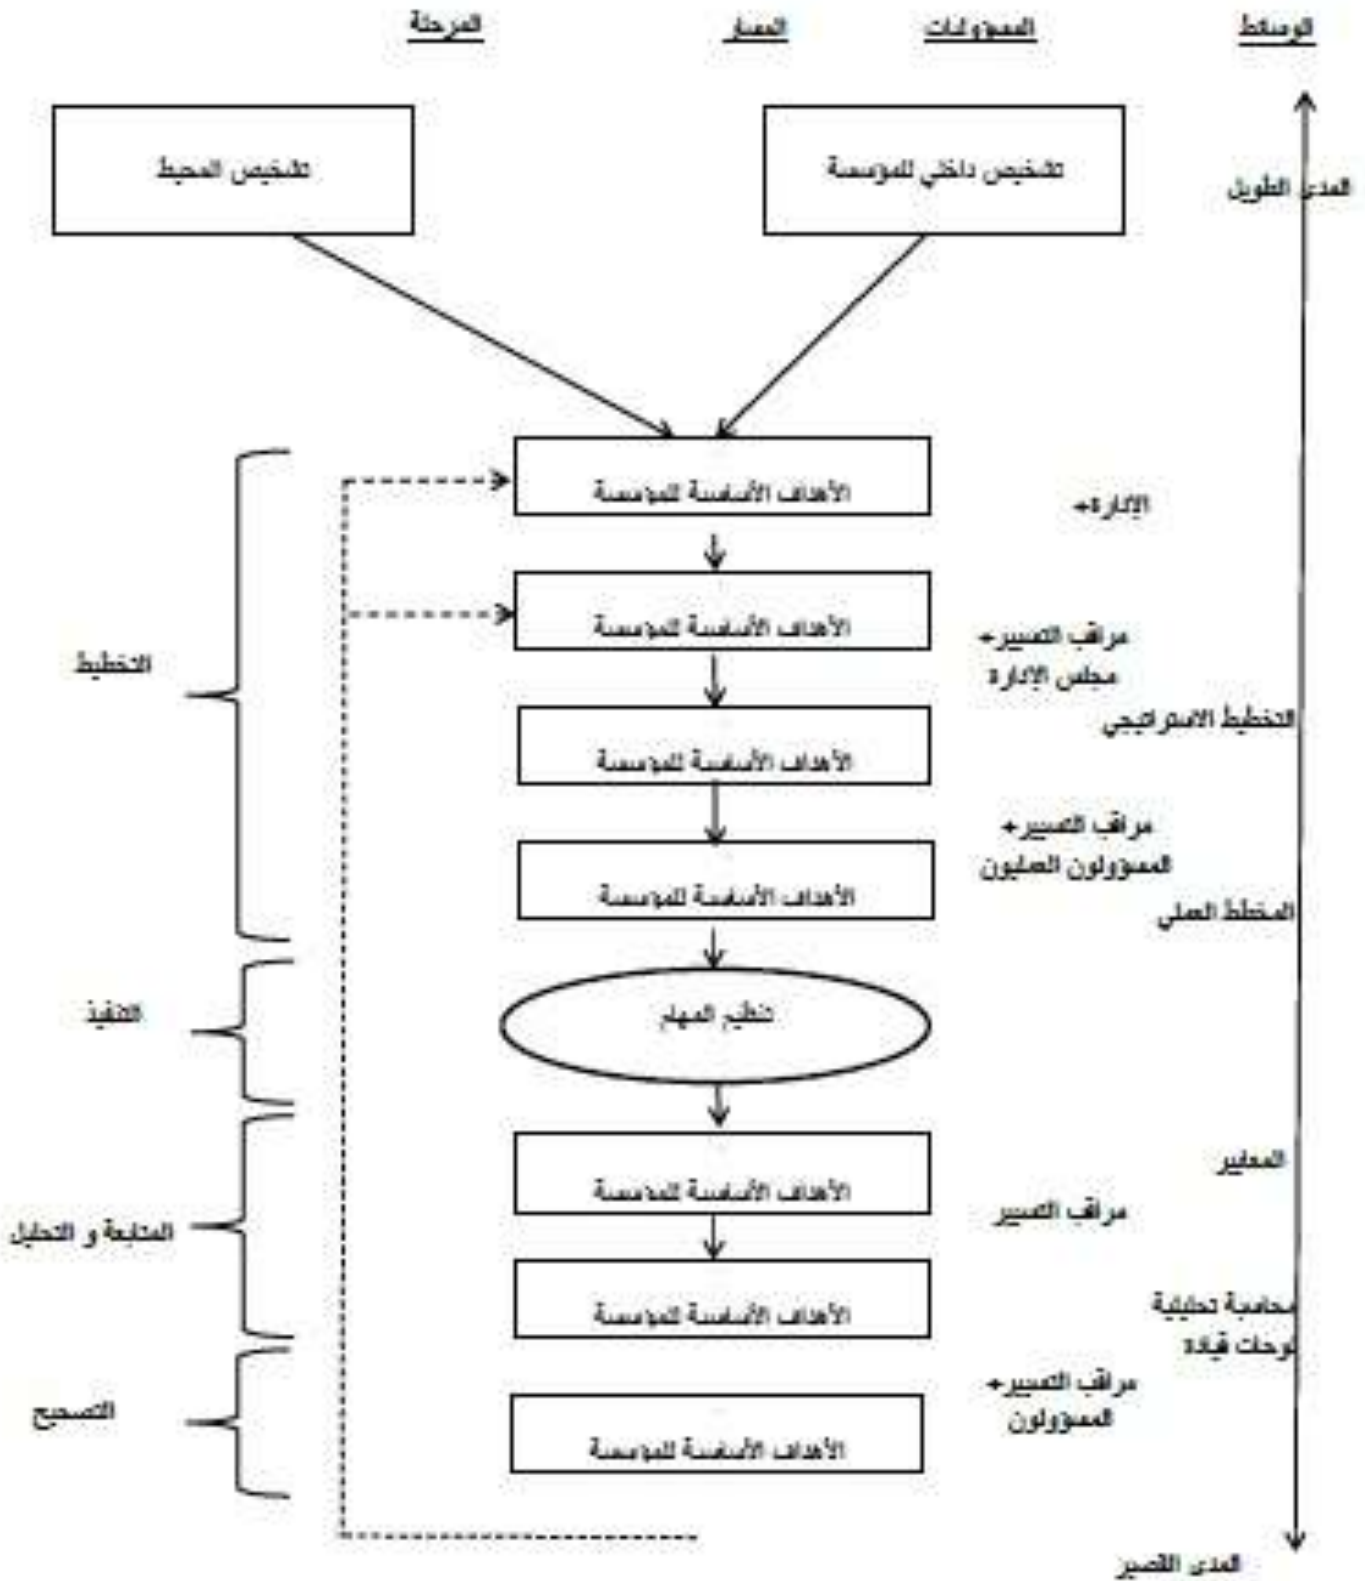 الوسائط
المسؤوليات
المسار
المرحلة
تشخيص داخلي للمؤسسة
تشخيص المحيط
المدى الطويل
الأهداف الأساسية للمؤسسة
الإدارة+
الأهداف الأساسية للمؤسسة
مراقب التسيير+
مجلس الإدارة
التخطيط
الأهداف الأساسية للمؤسسة
التخطيط الاستراتيجي
مراقب التسيير+
المسؤولون العمليون
الأهداف الأساسية للمؤسسة
المخطط العملي
تنظيم المهام
التنفيذ
المعايير
الأهداف الأساسية للمؤسسة
مراقب التسيير
المتابعة و التحليل
الأهداف الأساسية للمؤسسة
محاسبة تحليلية
لوحات قيادة
مراقب التسيير+
المسؤولون
التصحيح
الأهداف الأساسية للمؤسسة
المدى القصير